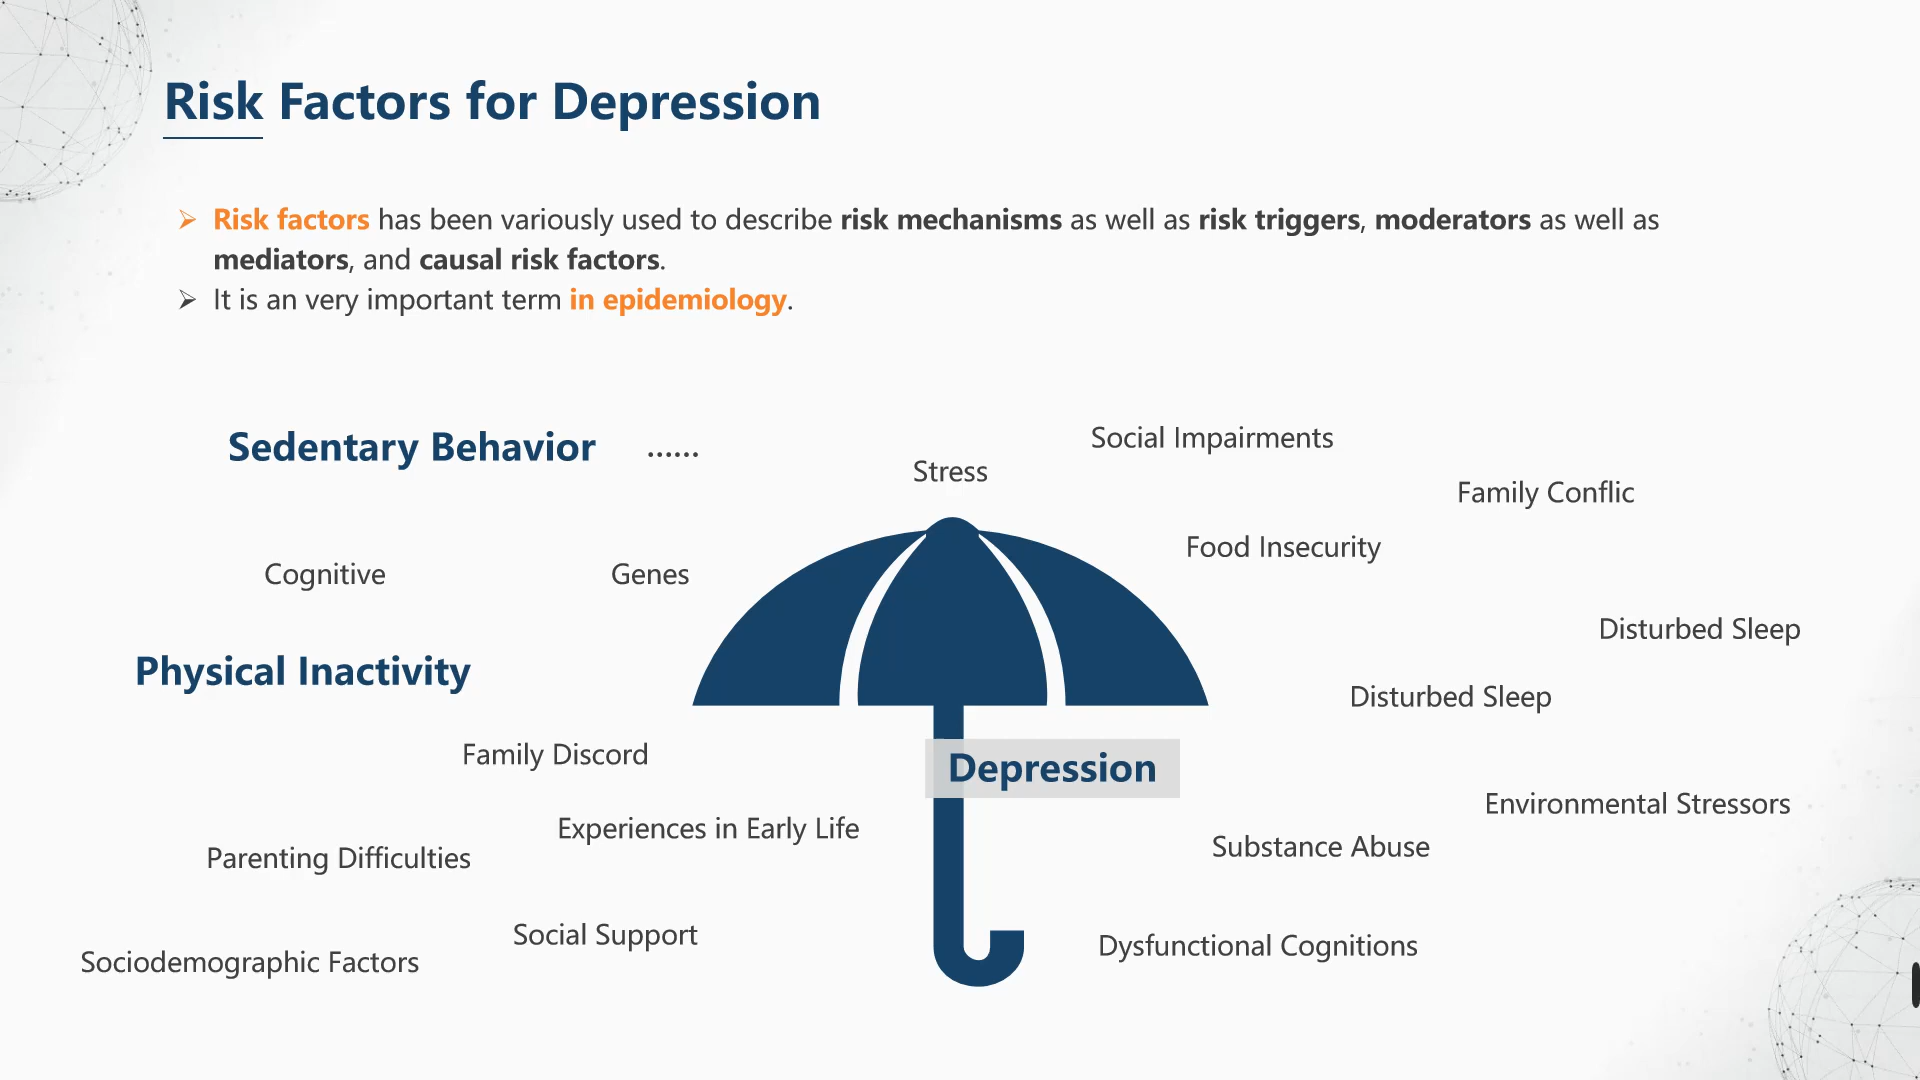 Risk Factors for Depression
➢ Risk factors has been variously used to describe risk mechanisms as well as risk triggers, moderators as well as
mediators, and causal risk factors.
➢ It is an very important term in epidemiology.
Sedentary Behavior
......
Stress
Social Impairments
Family Conflic
Cognitive
Genes
Food Insecurity
Physical Inactivity
Disturbed Sleep
Disturbed Sleep
Family Discord
Depression
Experiences in Early Life
Environmental Stressors
Parenting Difficulties
Substance Abuse
Social Support
Sociodemographic Factors
Dysfunctional Cognitions